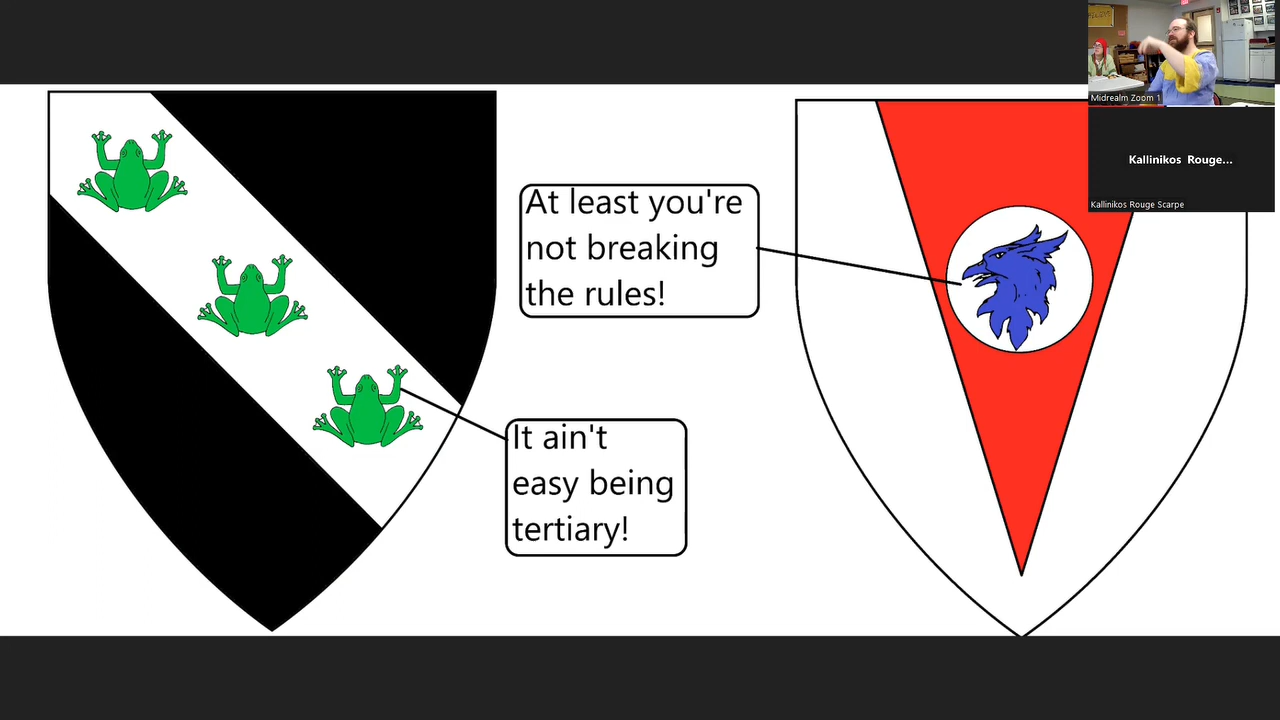 At least you're
not breaking
the rules!
It ain't
easy being
tertiary!
Midrealm Zoom 1
Kallinikos Rouge...
Kallinikos Rouge Scarpe